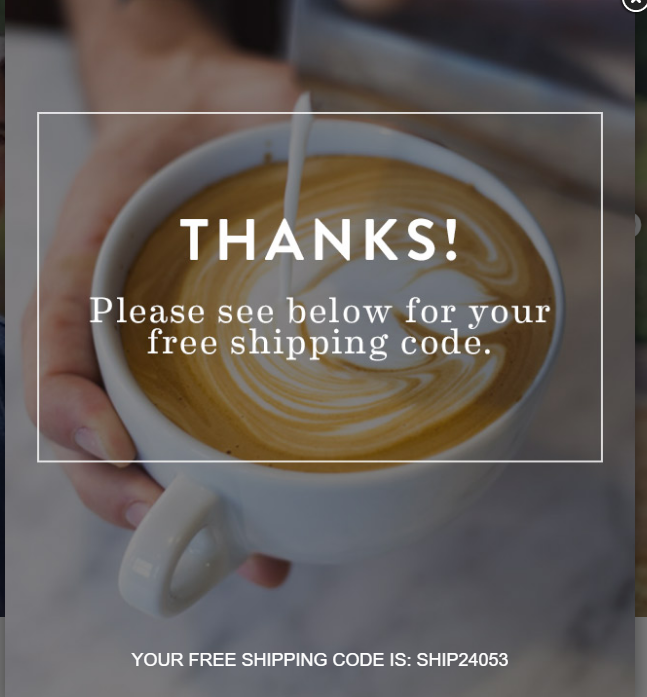 THANKS!
Please see below for your
free shipping code.
YOUR FREE SHIPPING CODE IS: SHIP24053